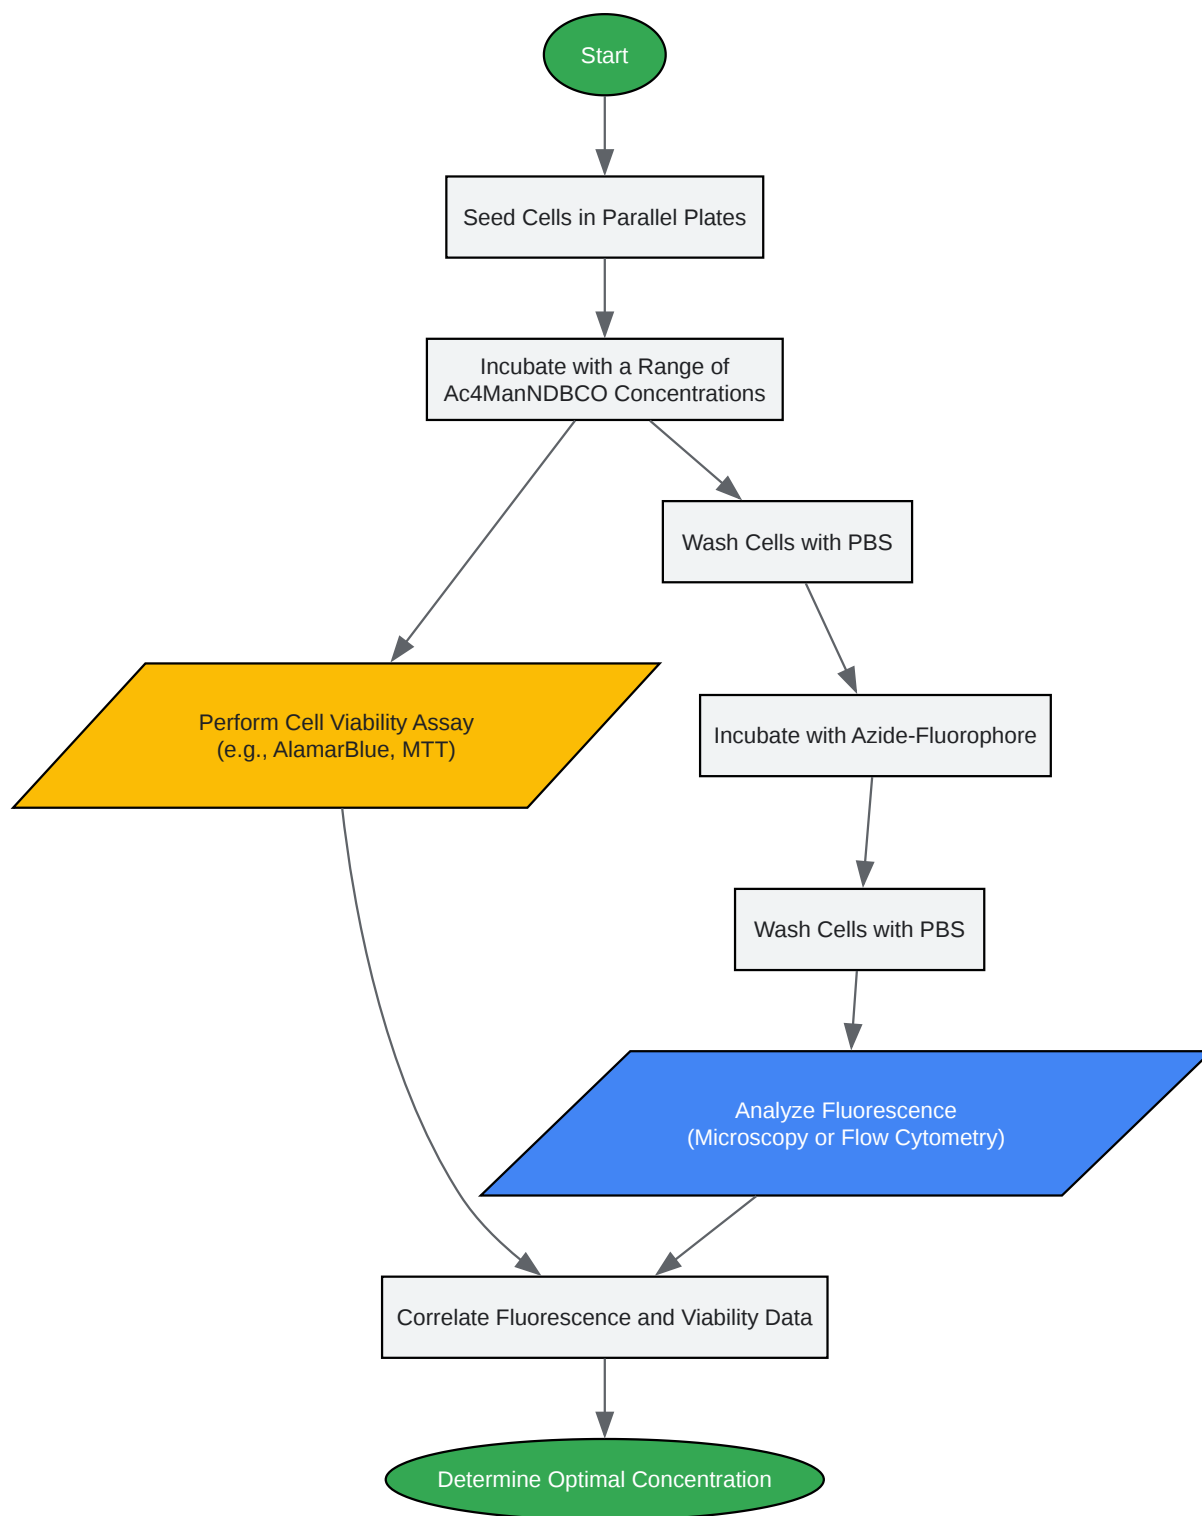 Start
Seed Cells in Parallel Plates
Incubate with a Range of
Ac4ManNDBCO Concentrations
Wash Cells with PBS
Perform Cell Viability Assay
(e.g., AlamarBlue, MTT)
Incubate with Azide-Fluorophore
Wash Cells with PBS
Analyze Fluorescence
(Microscopy or Flow Cytometry)
Correlate Fluorescence and Viability Data
Determine Optimal Concentration